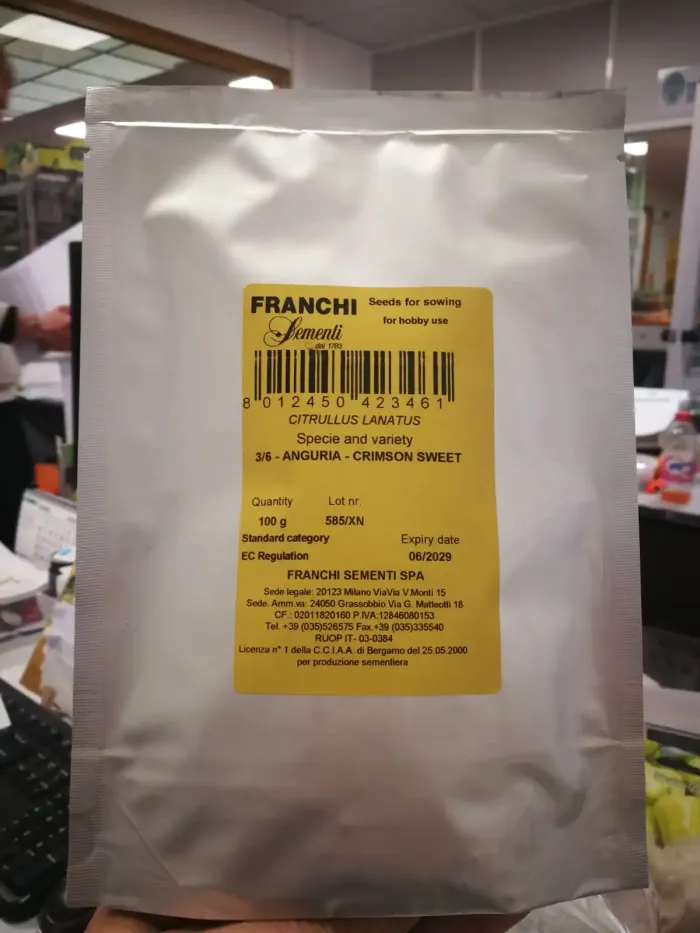 FRANCHI
Seeds for sowing
for hobby use
Sementi
dal 1783
8 012450 423461
CITRULLUS LANATUS
Specie and variety
3/6 - ANGURIA - CRIMSON SWEET
Quantity Lot nr.
100 g 585/XN
Standard category Expiry date
EC Regulation 06/2029
FRANCHI SEMENTI SPA
Sede legale: 20123 Milano ViaVia V.Monti 15
Sede. Amm.va: 24050 Grassobbio Via G. Matteotti 18
CF.: 02011820160 P.IVA:12846080153
Tel. +39 (035)526575 Fax.+39 (035)335540
RUOP IT- 03-0384
Licenza n° 1 della C.C.I.A.A. di Bergamo del 25.05.2000
per produzione sementiera